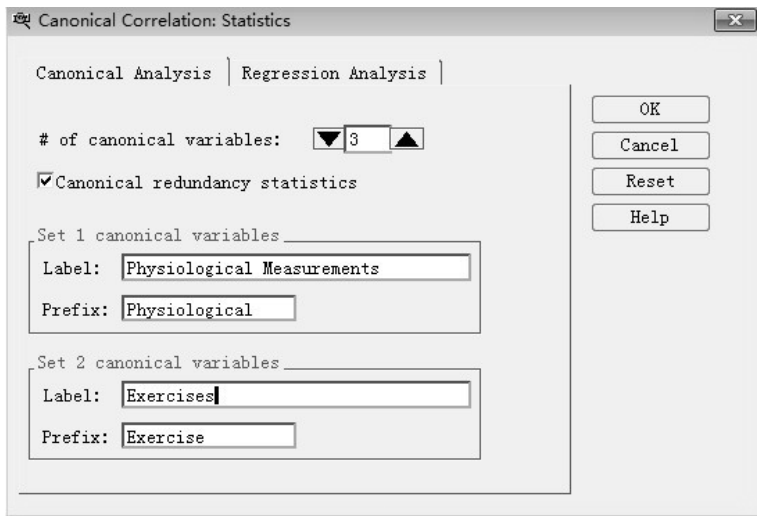 Canonical Correlation: Statistics
Canonical Analysis Regression Analysis
# of canonical variables: 3
Canonical redundancy statistics
Set 1 canonical variables
Label: Physiological Measurements
Prefix: Physiological
Set 2 canonical variables
Label: Exercises
Prefix: Exercise
OK
Cancel
Reset
Help